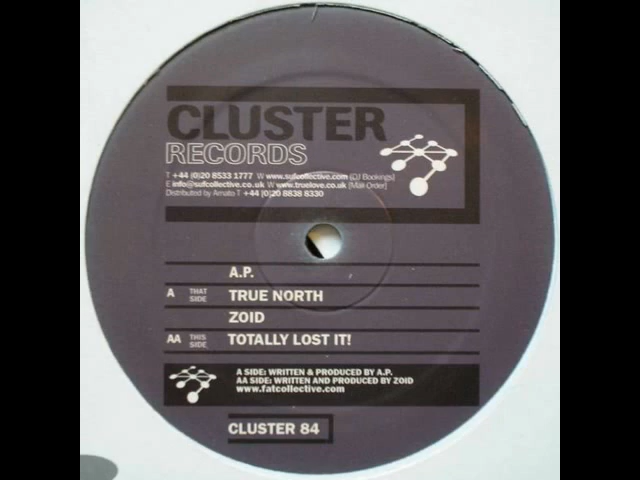 CLUSTER
RECORDS
T +44 (0)20 8533 1777 W www.sufcollective.com (DJ Bookings)
E info@sufcollective.co.uk W www.truelove.co.uk (Mail Order)
Distributed by Amato T +44 (0)20 8838 8330
A.P.
A THAT SIDE TRUE NORTH
ZOID
AA THIS SIDE TOTALLY LOST IT!
A SIDE: WRITTEN & PRODUCED BY A.P.
AA SIDE: WRITTEN AND PRODUCED BY ZOID
www.fatcollective.com
CLUSTER 84